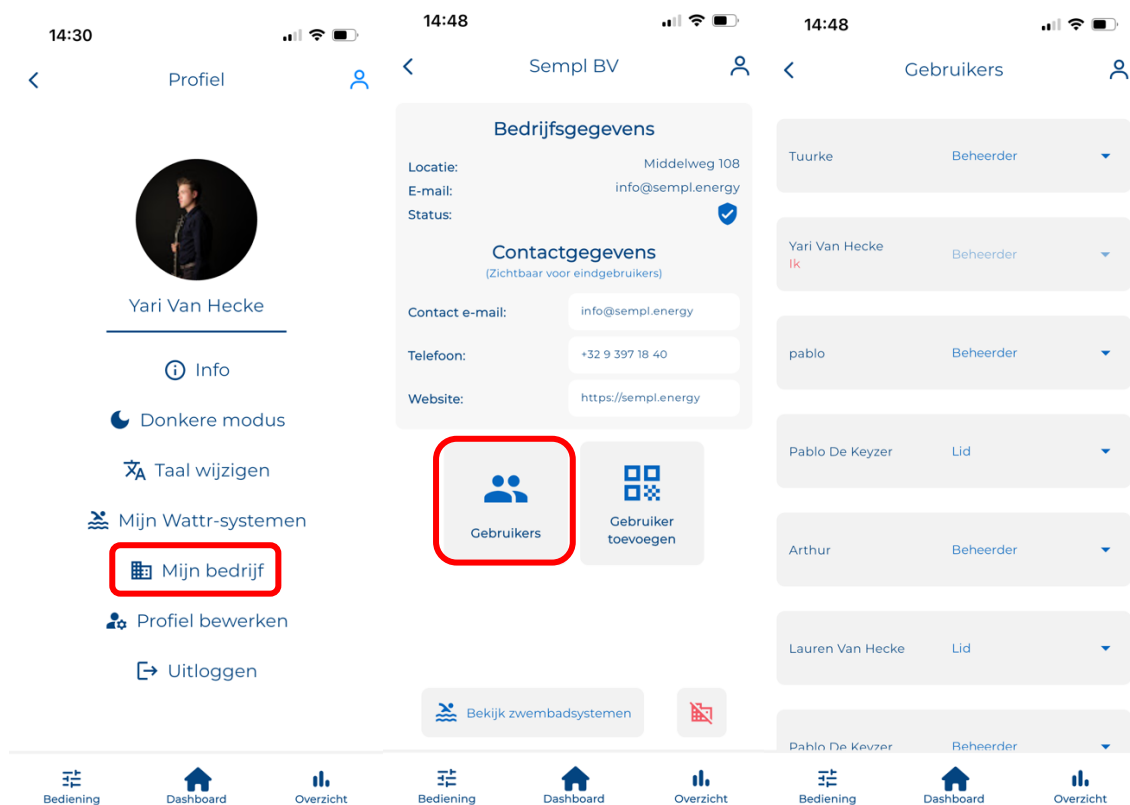 14:30
Profiel
Yari Van Hecke
Info
Donkere modus
Taal wijzigen
Mijn Wattr-systemen
Mijn bedrijf
Profiel bewerken
Uitloggen
Bediening
Dashboard
Overzicht
14:48
Sempl BV
Bedrijfsgegevens
Locatie: Middelweg 108
E-mail: info@sempl.energy
Status:
Contactgegevens
(Zichtbaar voor eindgebruikers)
Contact e-mail: info@sempl.energy
Telefoon: +32 9 397 18 40
Website: https://sempl.energy
Gebruikers
Gebruiker
toevoegen
Bekijk zwembadsystemen
Bediening
Dashboard
Overzicht
14:48
Gebruikers
Tuurke Beheerder
Yari Van Hecke Beheerder
Ik
pablo Beheerder
Pablo De Keyzer Lid
Arthur Beheerder
Lauren Van Hecke Lid
Pablo De Keyzer Beheerder
Bediening
Dashboard
Overzicht